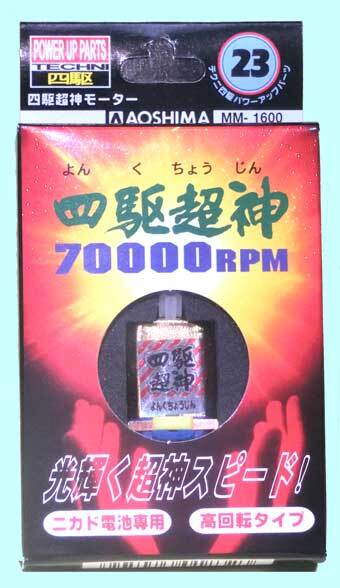 POWER UP PARTS
TECHNI
四駆
四駆超神モーター
23
テクニ四駆パワーアップパーツ
AOSHIMA
MM-1600
よんくちょうじん
四駆超神
70000RPM
四駆
超神
よんくちょうじん
光輝く超神スピード!
ニカド電池専用
高回転タイプ